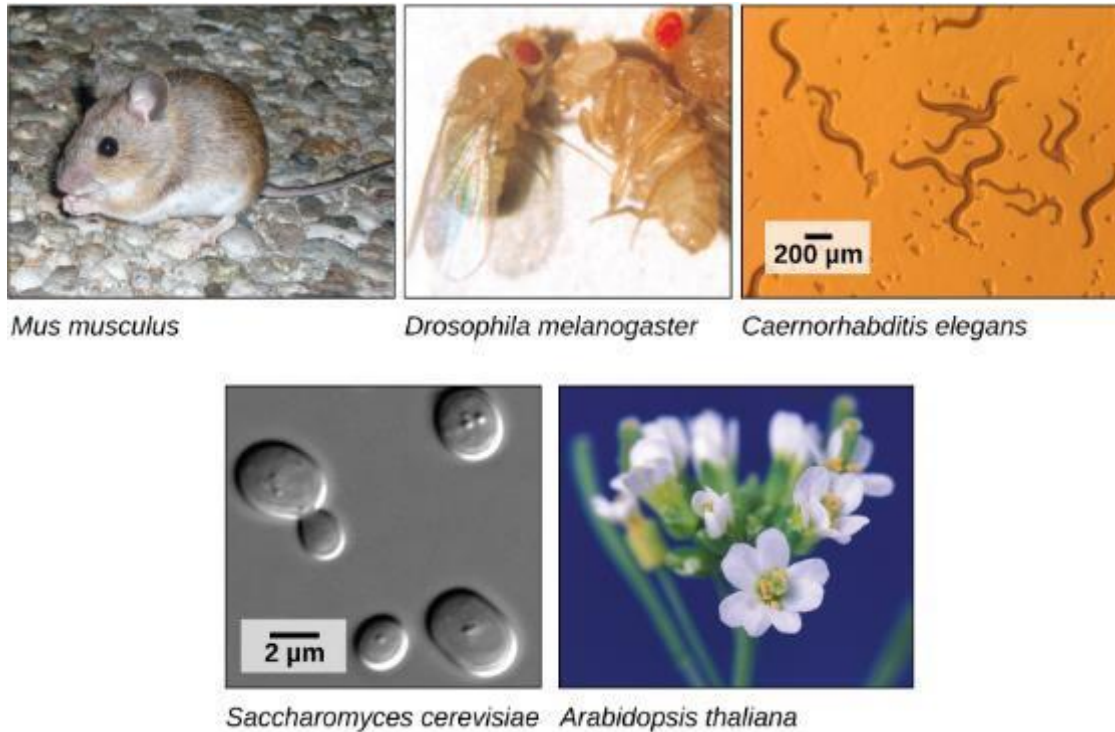 Mus musculus
Drosophila melanogaster
200 µm
Caernorhabditis elegans
2 µm
Saccharomyces cerevisiae
Arabidopsis thaliana